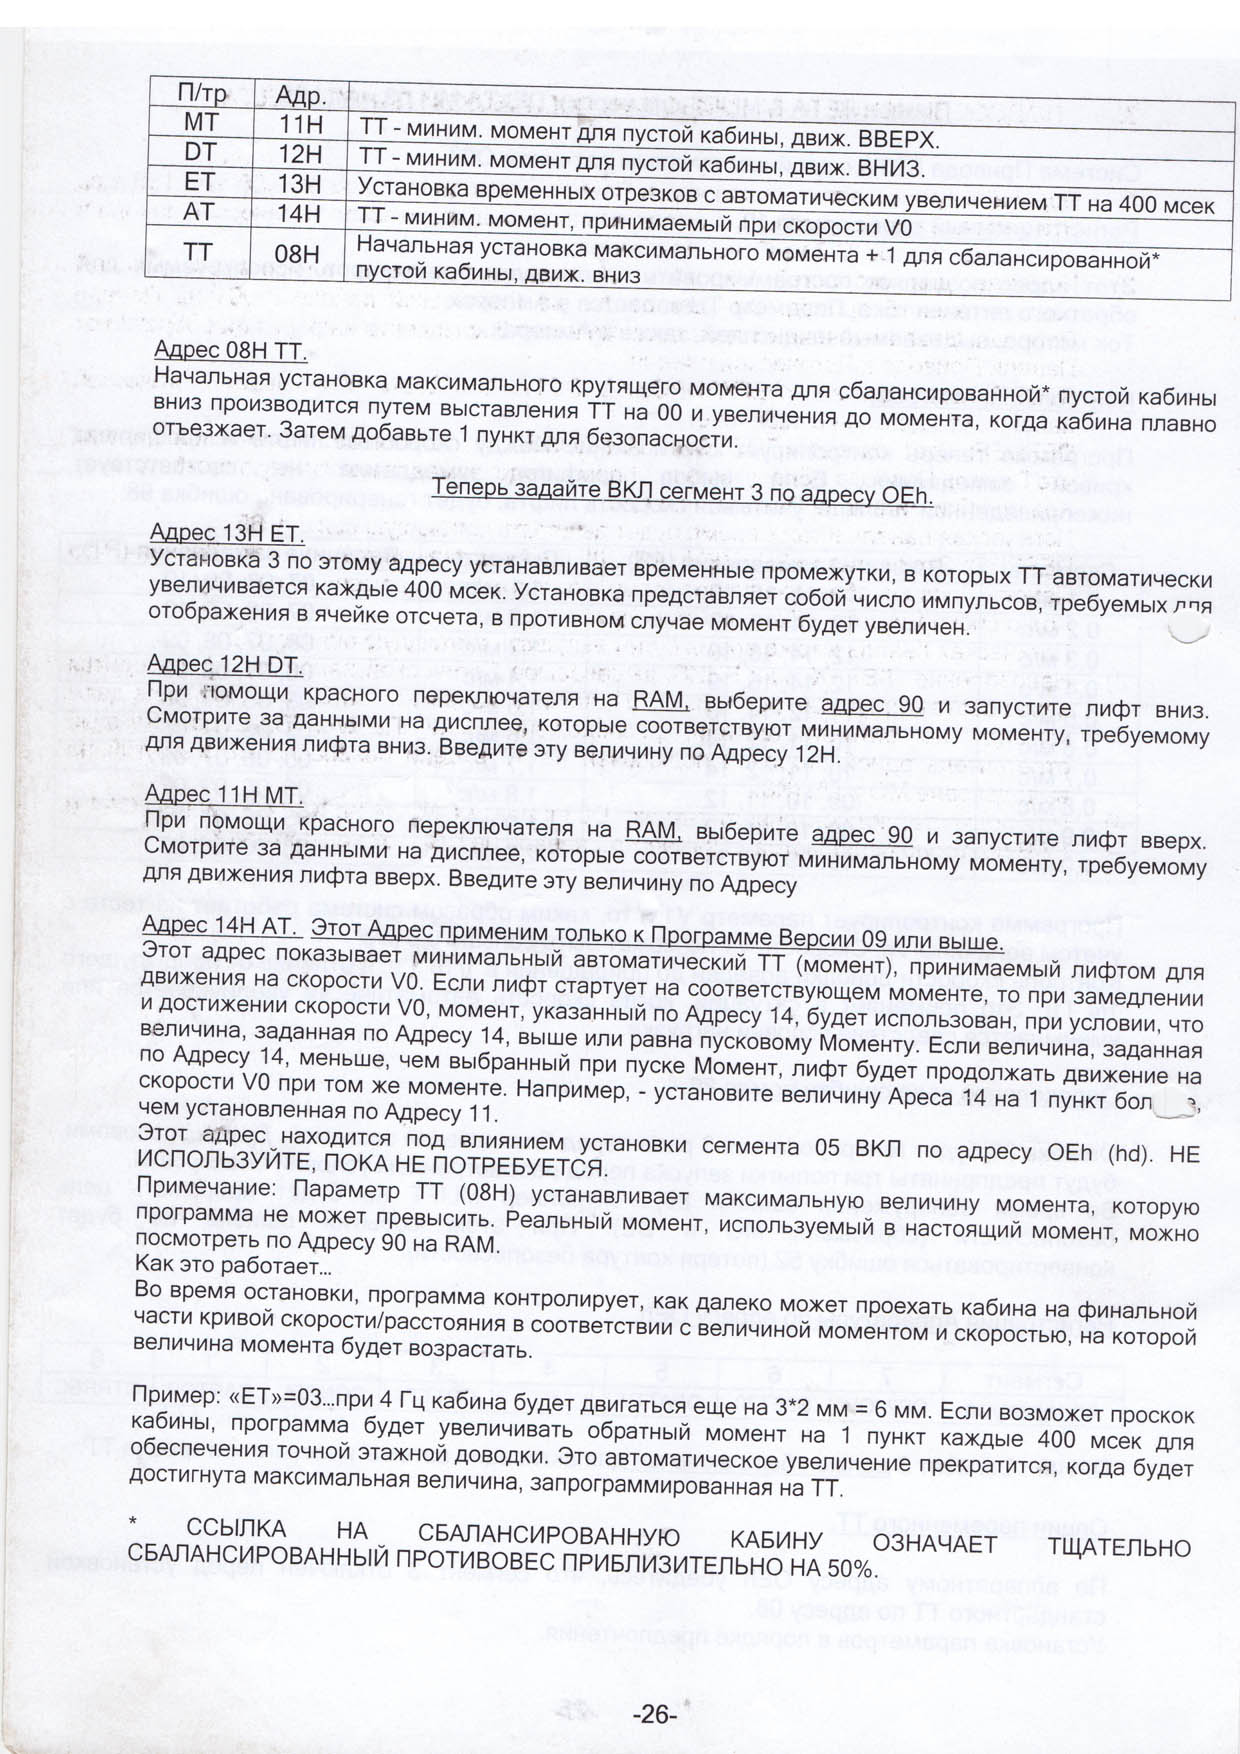 П/тр Адр.
МТ 11Н ТТ - миним. момент для пустой кабины, движ. ВВЕРХ.
DT 12Н ТТ - миним. момент для пустой кабины, движ. ВНИЗ.
ЕТ 13Н Установка временных отрезков с автоматическим увеличением ТТ на 400 мсек
АТ 14Н ТТ - миним. момент, принимаемый при скорости V0
ТТ 08Н Начальная установка максимального момента + 1 для сбалансированной*
пустой кабины, движ. вниз
Адрес 08Н ТТ.
Начальная установка максимального крутящего момента для сбалансированной* пустой кабины
вниз производится путем выставления ТТ на 00 и увеличения до момента, когда кабина плавно
отъезжает. Затем добавьте 1 пункт для безопасности.
Теперь задайте ВКЛ сегмент 3 по адресу OEh.
Адрес 13Н ЕТ.
Установка 3 по этому адресу устанавливает временные промежутки, в которых ТТ автоматически
увеличивается каждые 400 мсек. Установка представляет собой число импульсов, требуемых для
отображения в ячейке отсчета, в противном случае момент будет увеличен.
Адрес 12Н DT.
При помощи красного переключателя на RAM, выберите адрес 90 и запустите лифт вниз.
Смотрите за данными на дисплее, которые соответствуют минимальному моменту, требуемому
для движения лифта вниз. Введите эту величину по Адресу 12Н.
Адрес 11Н МТ.
При помощи красного переключателя на RAM, выберите адрес 90 и запустите лифт вверх.
Смотрите за данными на дисплее, которые соответствуют минимальному моменту, требуемому
для движения лифта вверх. Введите эту величину по Адресу
Адрес 14Н АТ. Этот Адрес применим только к Программе Версии 09 или выше.
Этот адрес показывает минимальный автоматический ТТ (момент), принимаемый лифтом для
движения на скорости V0. Если лифт стартует на соответствующем моменте, то при замедлении
и достижении скорости V0, момент, указанный по Адресу 14, будет использован, при условии, что
величина, заданная по Адресу 14, выше или равна пусковому Моменту. Если величина, заданная
по Адресу 14, меньше, чем выбранный при пуске Момент, лифт будет продолжать движение на
скорости V0 при том же моменте. Например, - установите величину Ареса 14 на 1 пункт
чем установленная по Адресу 11.
Этот адрес находится под влиянием установки сегмента 05 ВКЛ по адресу OEh (hd). НЕ
ИСПОЛЬЗУЙТЕ, ПОКА НЕ ПОТРЕБУЕТСЯ.
Примечание: Параметр ТТ (08Н) устанавливает максимальную величину момента, которую
программа не может превысить. Реальный момент, используемый в настоящий момент, можно
посмотреть по Адресу 90 на RAM.
Как это работает...
Во время остановки, программа контролирует, как далеко может проехать кабина на финальной
части кривой скорости/расстояния в соответствии с величиной моментом и скоростью, на которой
величина момента будет возрастать.
Пример: «ЕТ»=03...при 4 Гц кабина будет двигаться еще на 3*2 мм = 6 мм. Если возможет проскок
кабины, программа будет увеличивать обратный момент на 1 пункт каждые 400 мсек для
обеспечения точной этажной доводки. Это автоматическое увеличение прекратится, когда будет
достигнута максимальная величина, запрограммированная на ТТ.
* ССЫЛКА НА СБАЛАНСИРОВАННУЮ КАБИНУ ОЗНАЧАЕТ ТЩАТЕЛЬНО
СБАЛАНСИРОВАННЫЙ ПРОТИВОВЕС ПРИБЛИЗИТЕЛЬНО НА 50%.
-26-